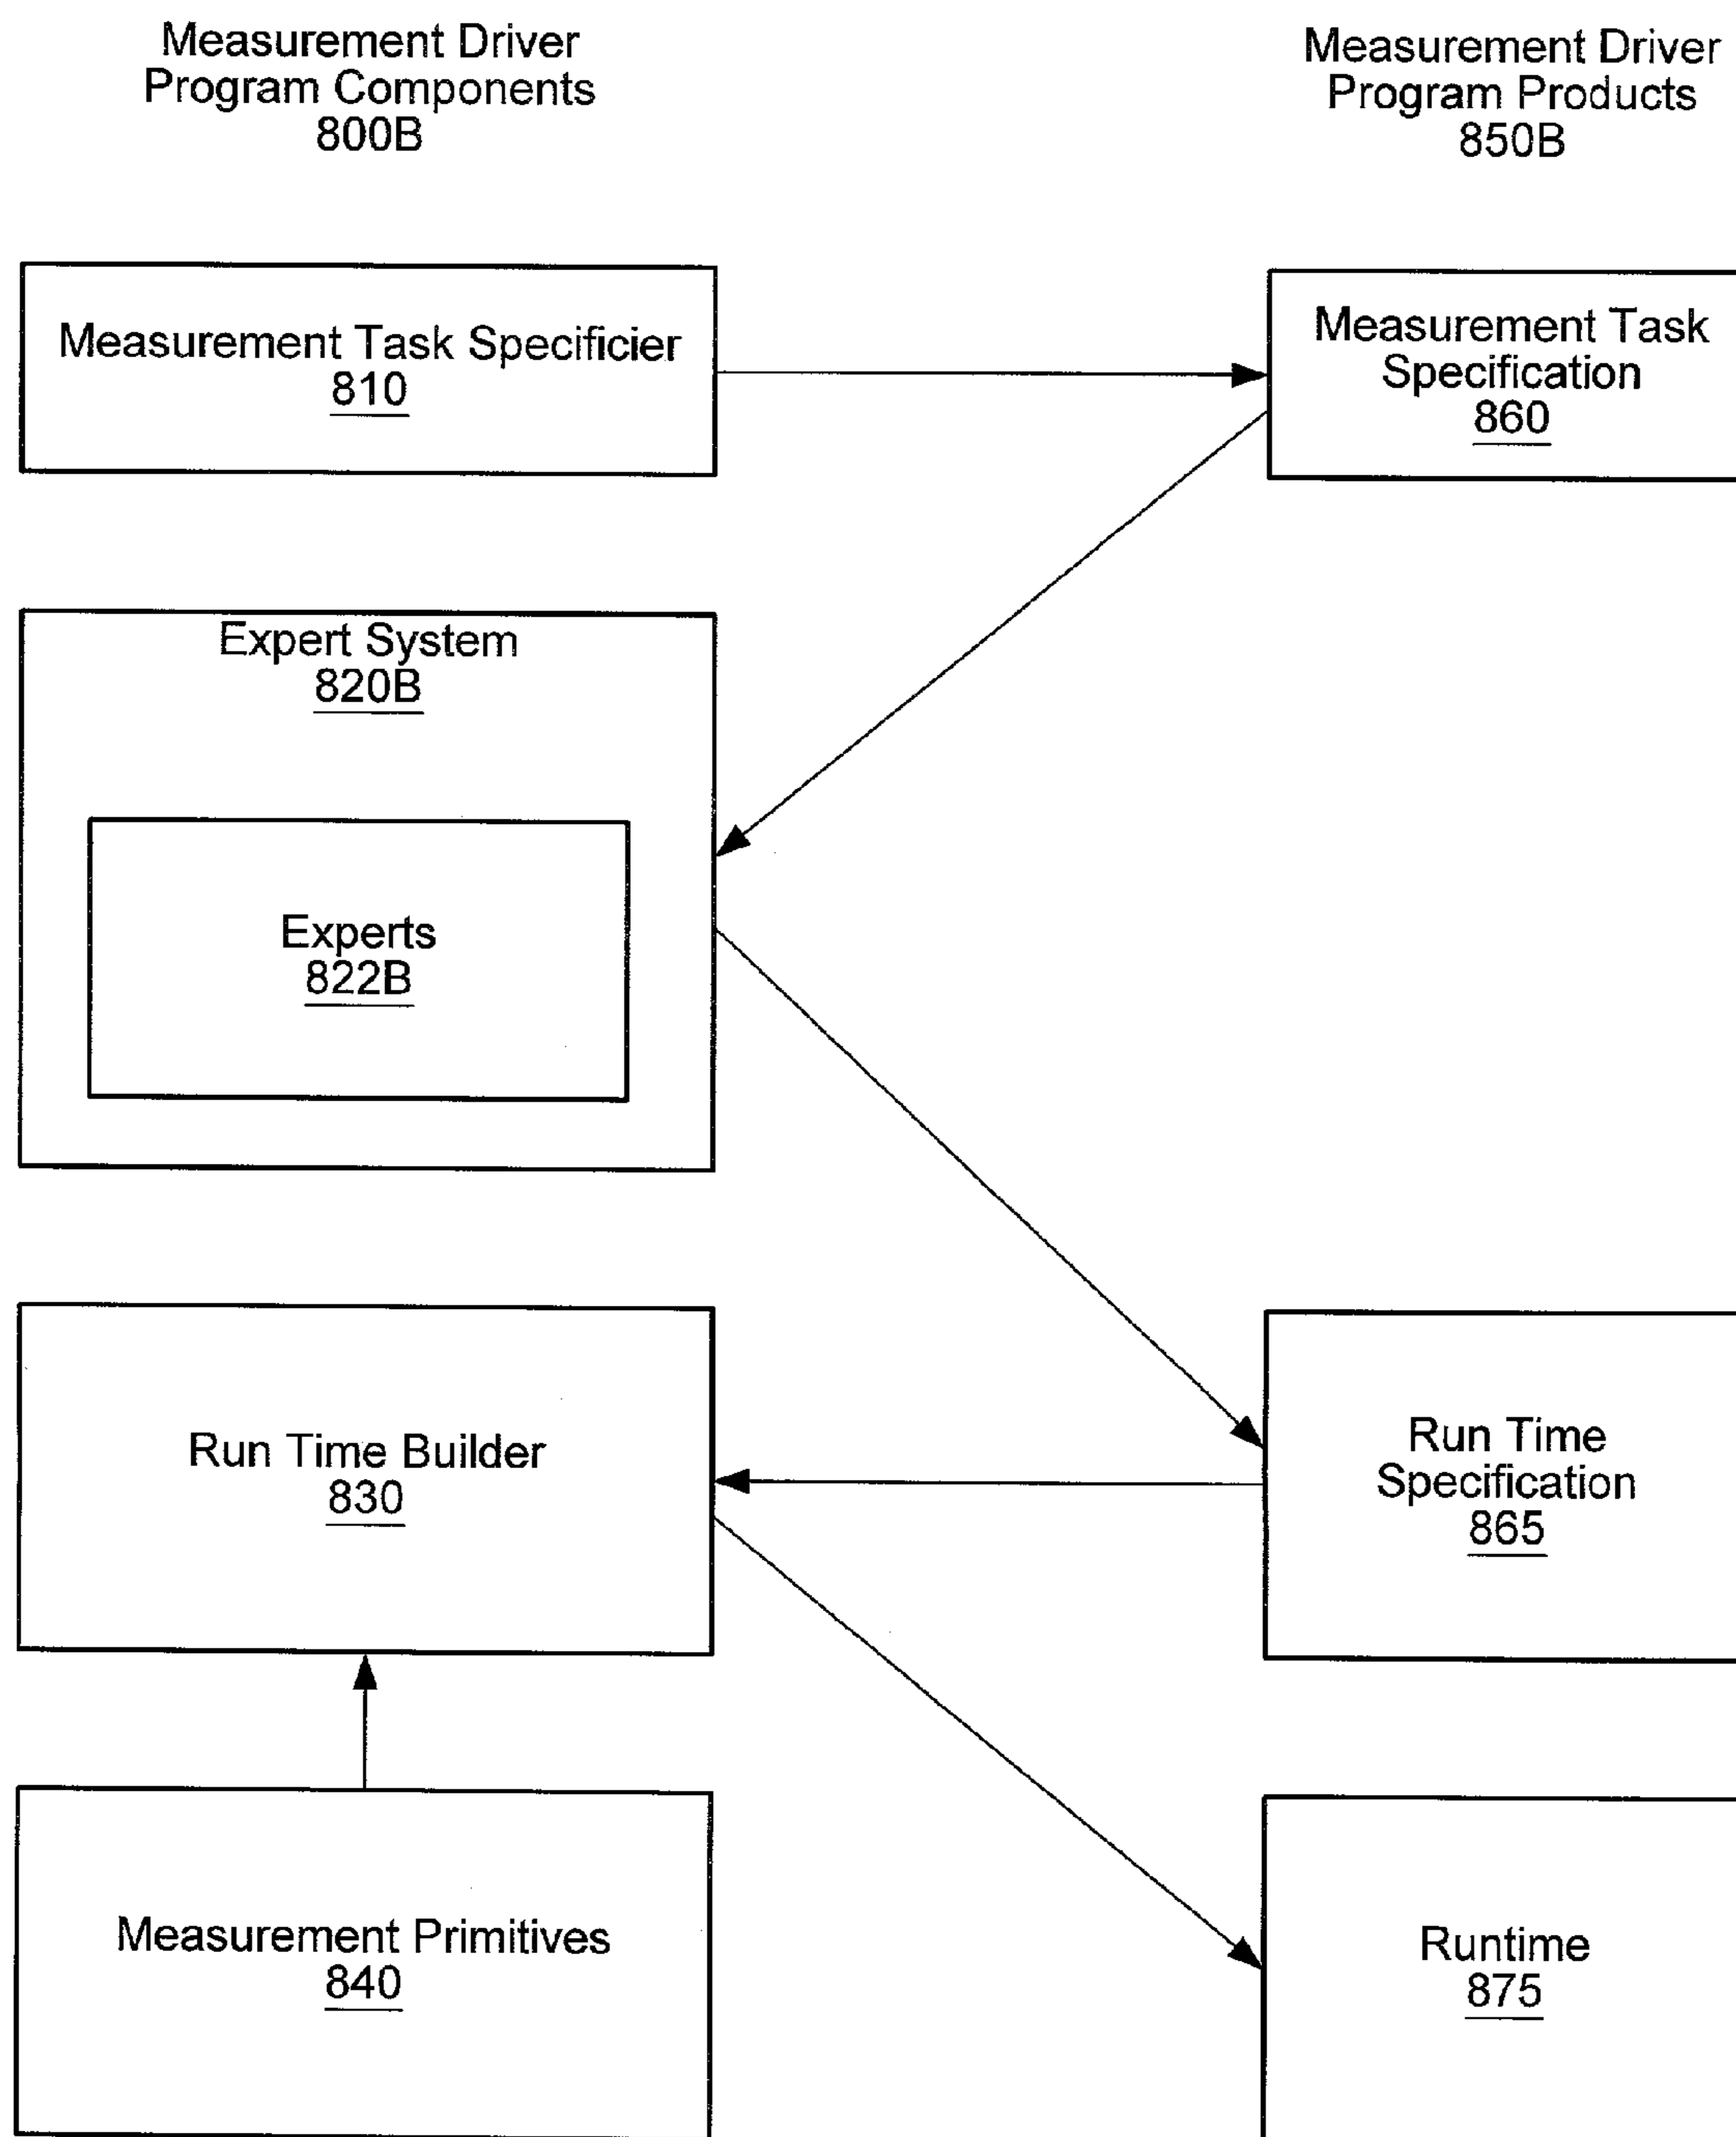 Measurement Driver
Program Components
800B
Measurement Driver
Program Products
850B
Measurement Task Specificier
810
Measurement Task
Specification
860
Expert System
820B
Experts
822B
Run Time Builder
830
Run Time
Specification
865
Measurement Primitives
840
Runtime
875